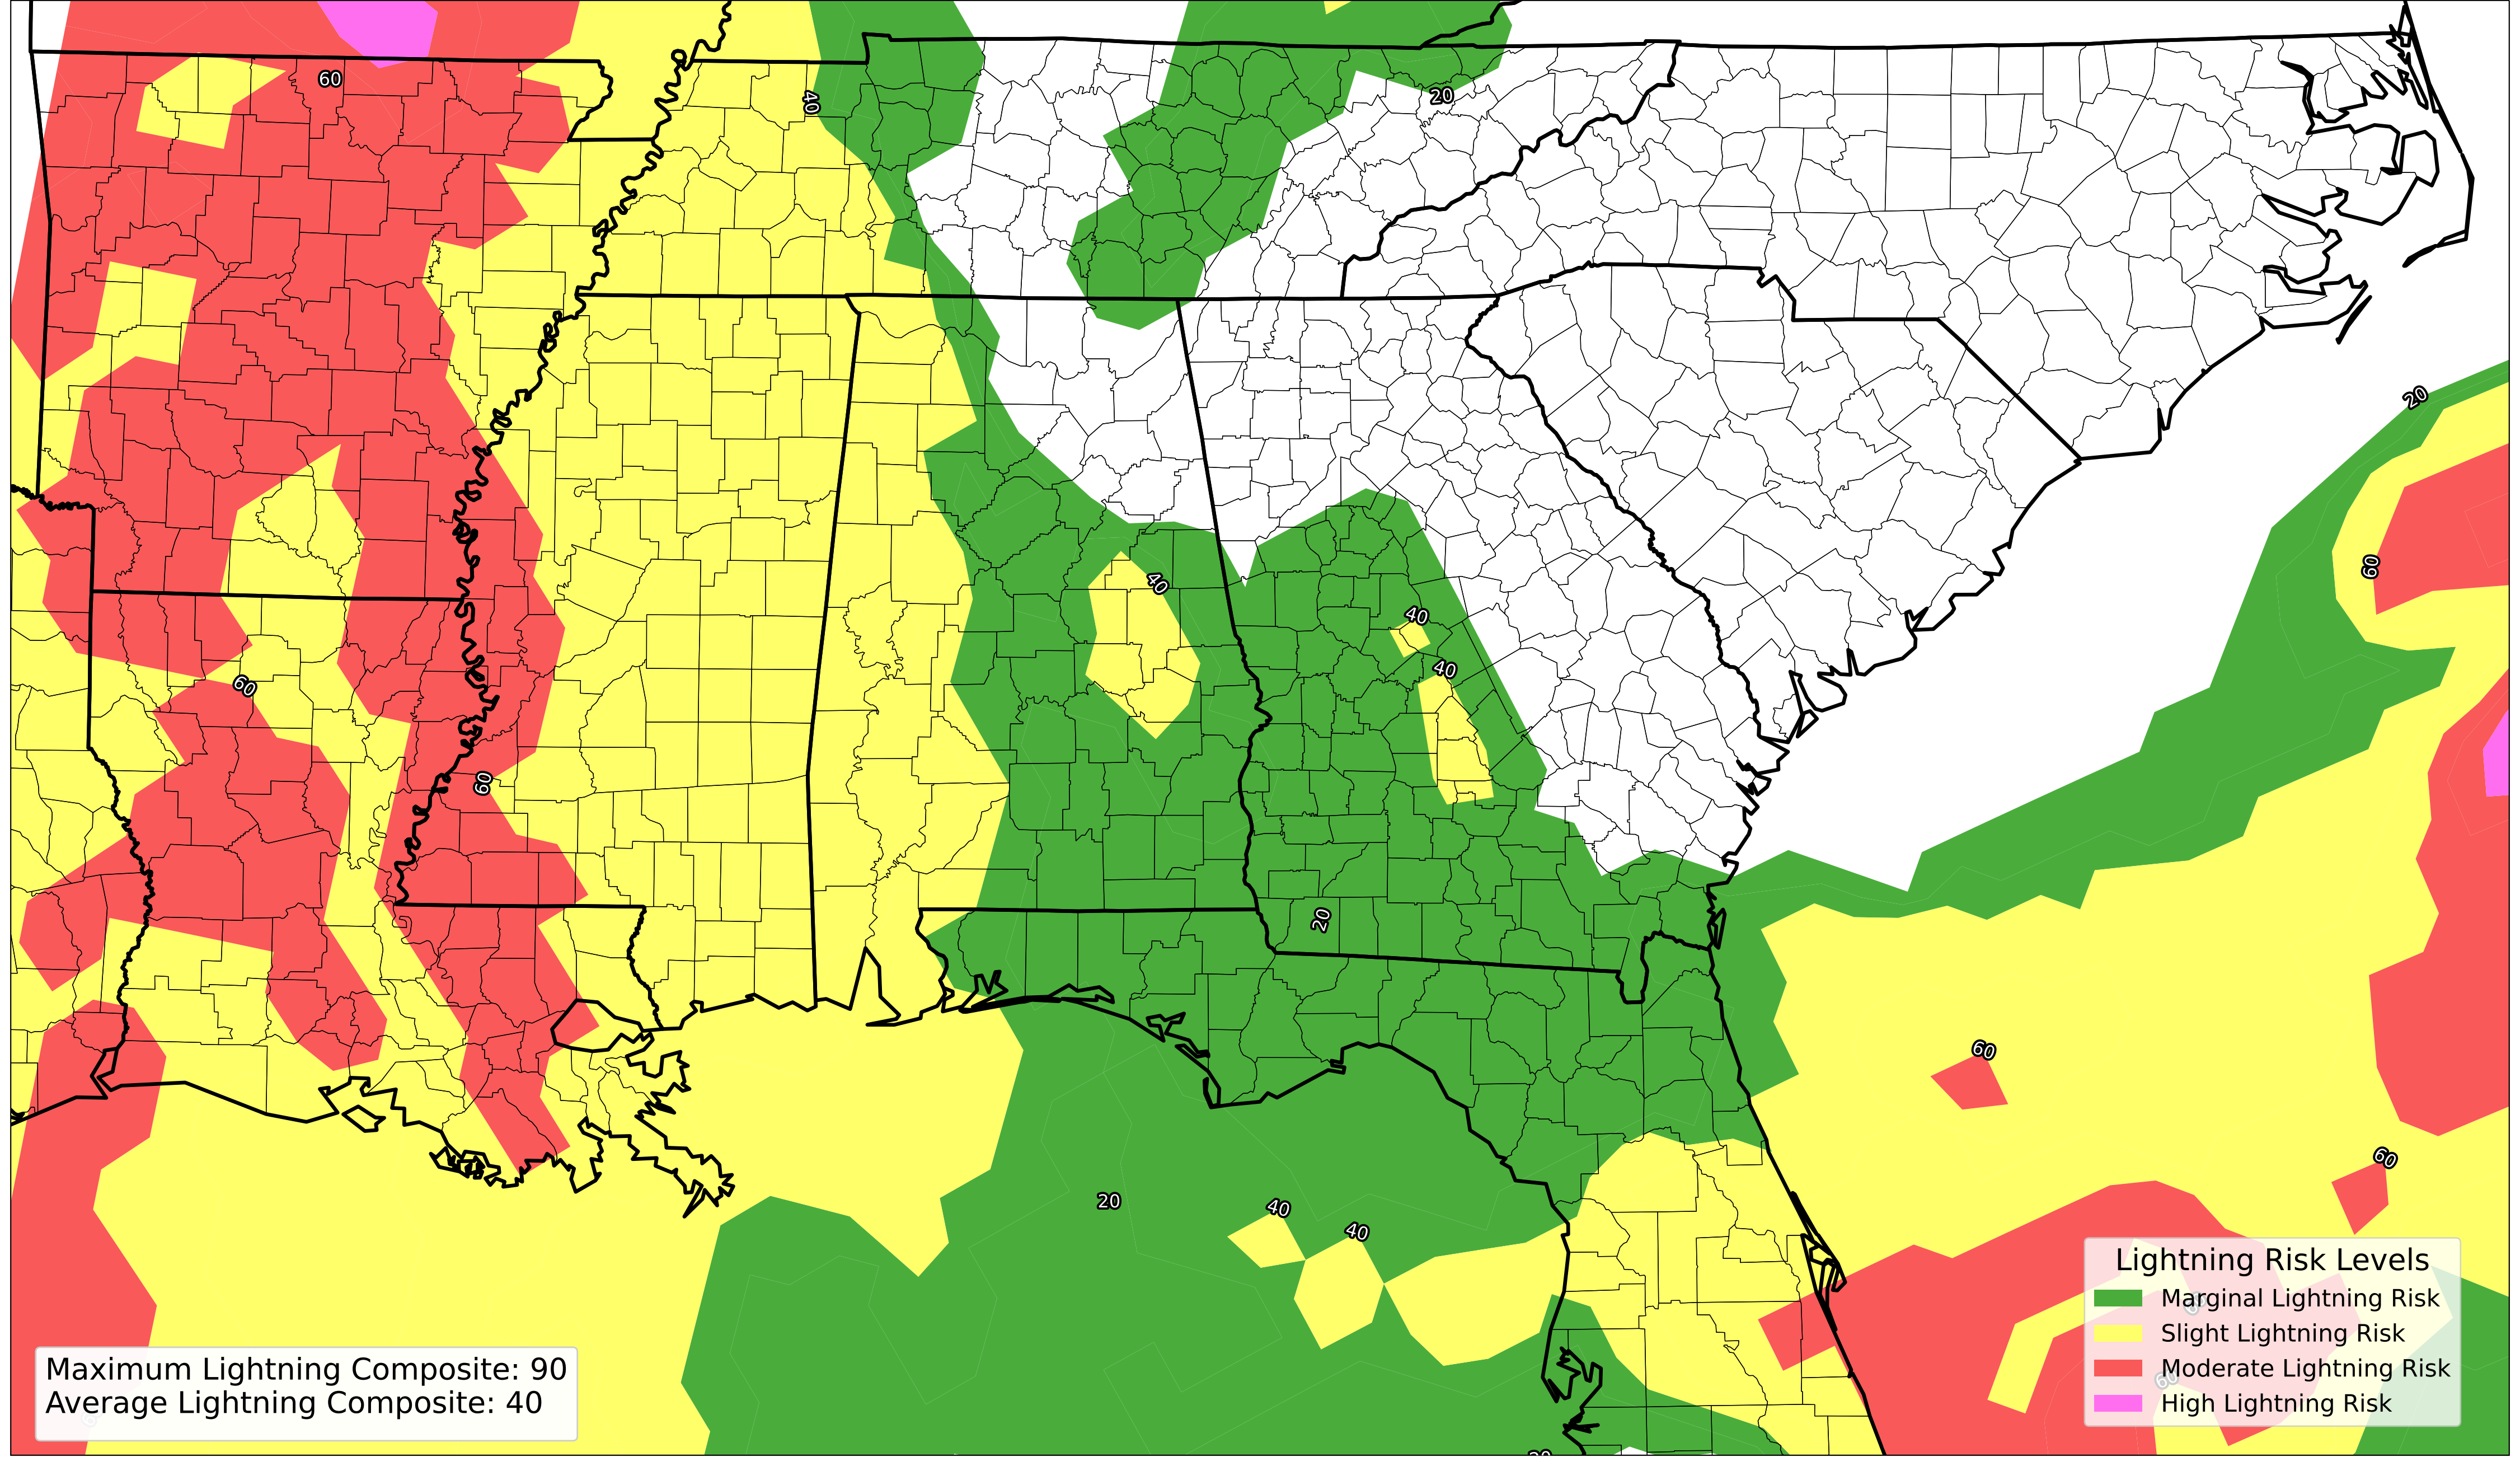 60
40
20
20
40
60
40
40
60
60
20
60
60
20
40
40
Lightning Risk Levels
Marginal Lightning Risk
Slight Lightning Risk
Moderate Lightning Risk
High Lightning Risk
Maximum Lightning Composite: 90
Average Lightning Composite: 40